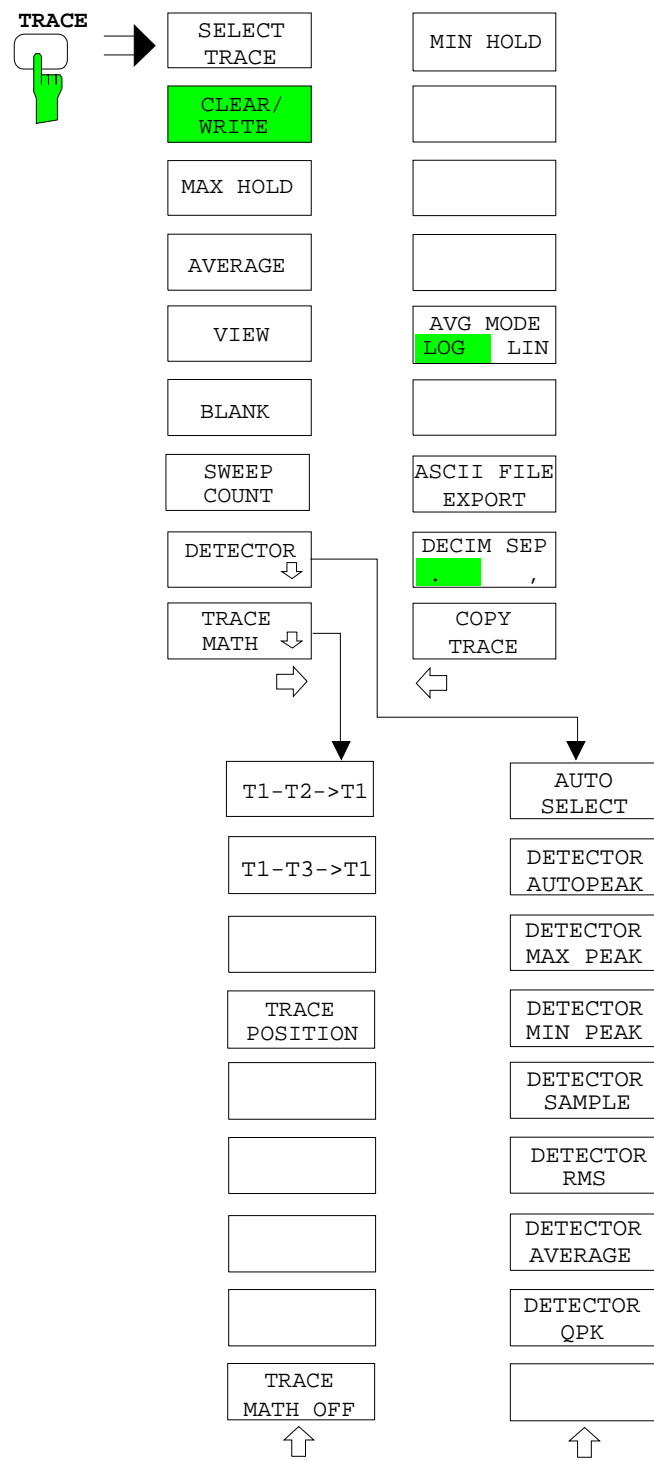 TRACE
SELECT
TRACE
CLEAR/
WRITE
MAX HOLD
AVERAGE
VIEW
BLANK
SWEEP
COUNT
DETECTOR
TRACE
MATH
MIN HOLD
AVG MODE
LOG LIN
ASCII FILE
EXPORT
DECIM SEP
. ,
COPY
TRACE
T1-T2->T1
T1-T3->T1
TRACE
POSITION
TRACE
MATH OFF
AUTO
SELECT
DETECTOR
AUTOPEAK
DETECTOR
MAX PEAK
DETECTOR
MIN PEAK
DETECTOR
SAMPLE
DETECTOR
RMS
DETECTOR
AVERAGE
DETECTOR
QPK